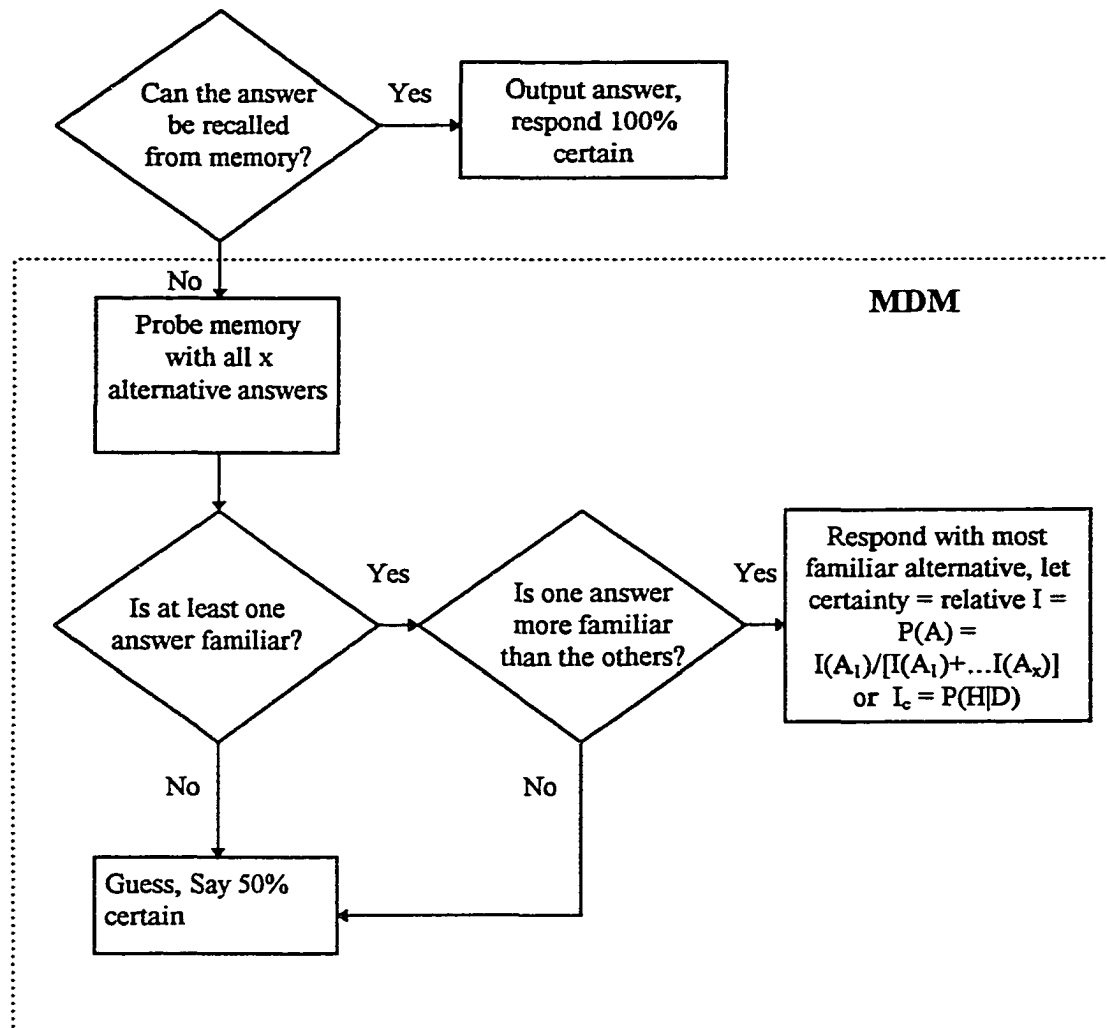 Can the answer
be recalled
from memory?
Yes
Output answer,
respond 100%
certain
No
MDM
Probe memory
with all x
alternative answers
Is at least one
answer familiar?
Yes
Is one answer
more familiar
than the others?
Yes
Respond with most
familiar alternative, let
certainty = relative I =
P(A) =
I(A₁)/[I(A₁)+...I(Aₓ)]
or I꜀ = P(H|D)
No
No
Guess, Say 50%
certain